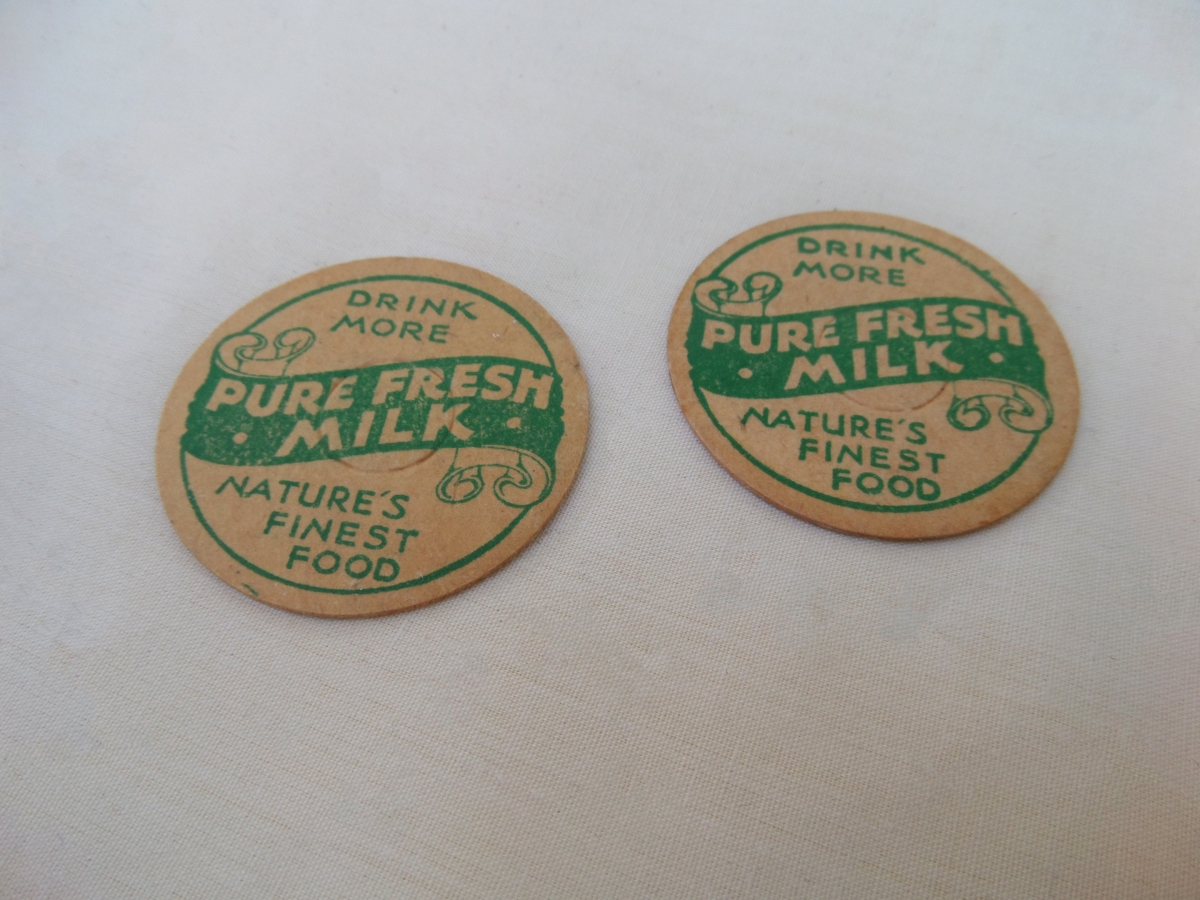 DRINK
MORE
PURE FRESH
• MILK •
NATURE'S
FINEST
FOOD
DRINK
MORE
PURE FRESH
• MILK •
NATURE'S
FINEST
FOOD